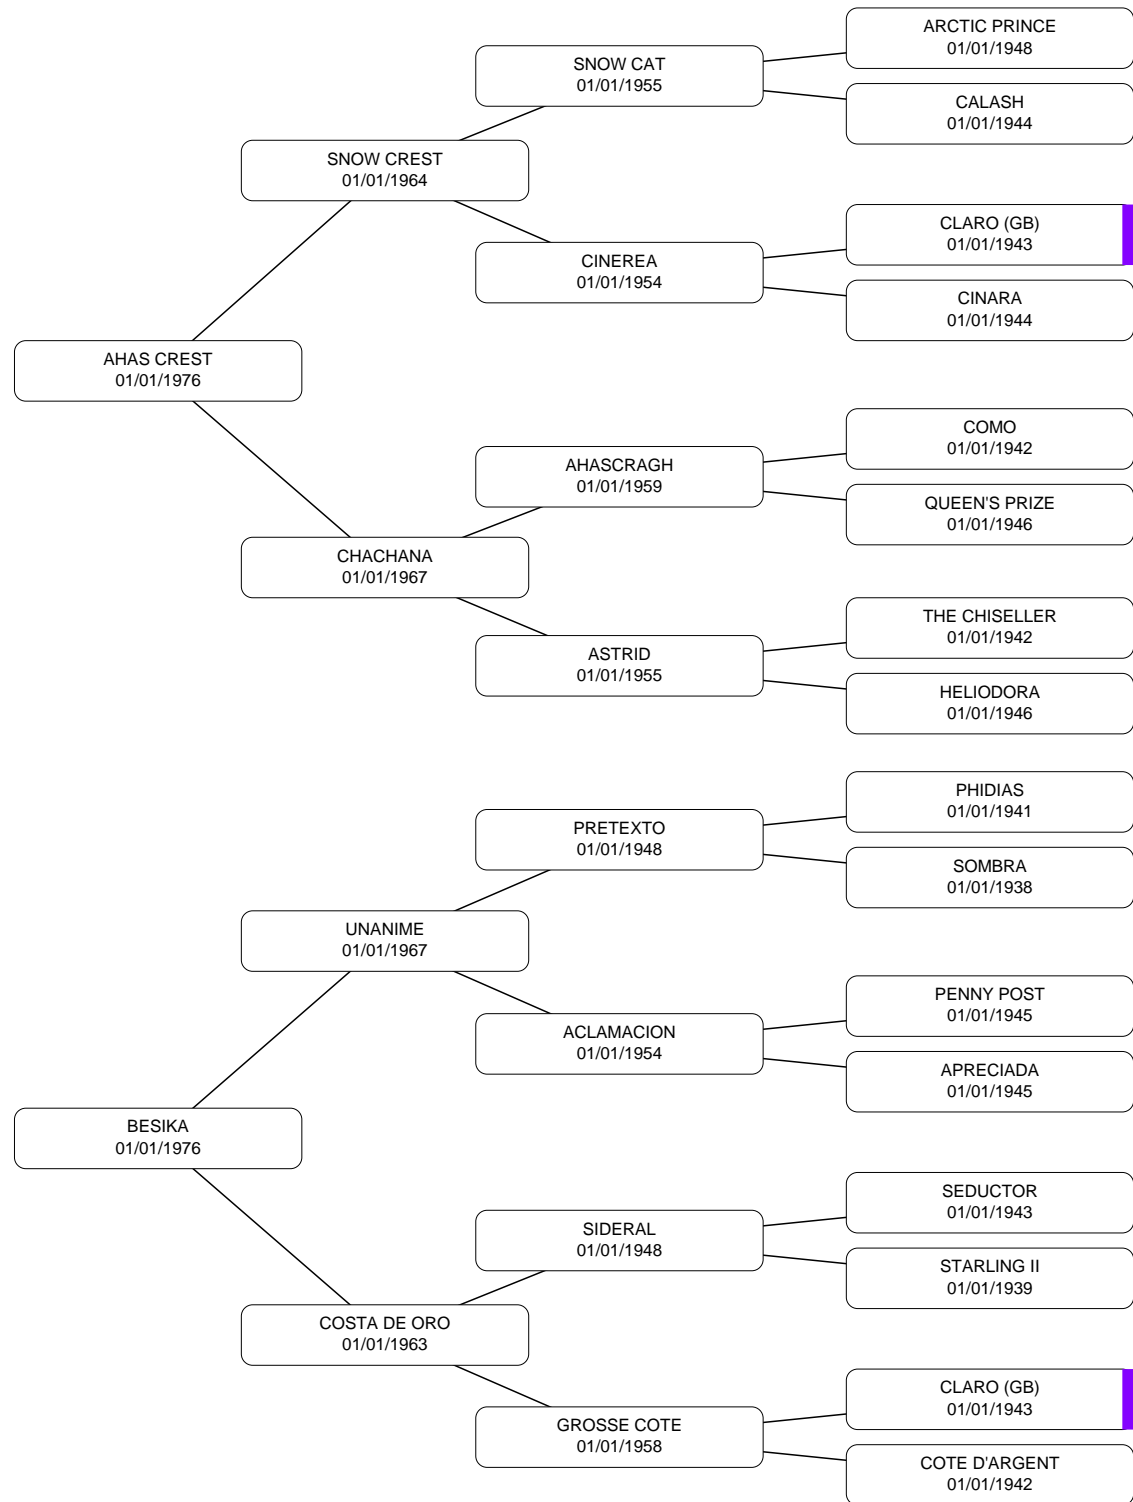 ARCTIC PRINCE
01/01/1948
SNOW CAT
01/01/1955
CALASH
01/01/1944
SNOW CREST
01/01/1964
CLARO (GB)
01/01/1943
CINEREA
01/01/1954
CINARA
01/01/1944
AHAS CREST
01/01/1976
COMO
01/01/1942
AHASCRAGH
01/01/1959
QUEEN'S PRIZE
01/01/1946
CHACHANA
01/01/1967
THE CHISELLER
01/01/1942
ASTRID
01/01/1955
HELIODORA
01/01/1946
PHIDIAS
01/01/1941
PRETEXTO
01/01/1948
SOMBRA
01/01/1938
UNANIME
01/01/1967
PENNY POST
01/01/1945
ACLAMACION
01/01/1954
APRECIADA
01/01/1945
BESIKA
01/01/1976
SEDUCTOR
01/01/1943
SIDERAL
01/01/1948
STARLING II
01/01/1939
COSTA DE ORO
01/01/1963
CLARO (GB)
01/01/1943
GROSSE COTE
01/01/1958
COTE D'ARGENT
01/01/1942